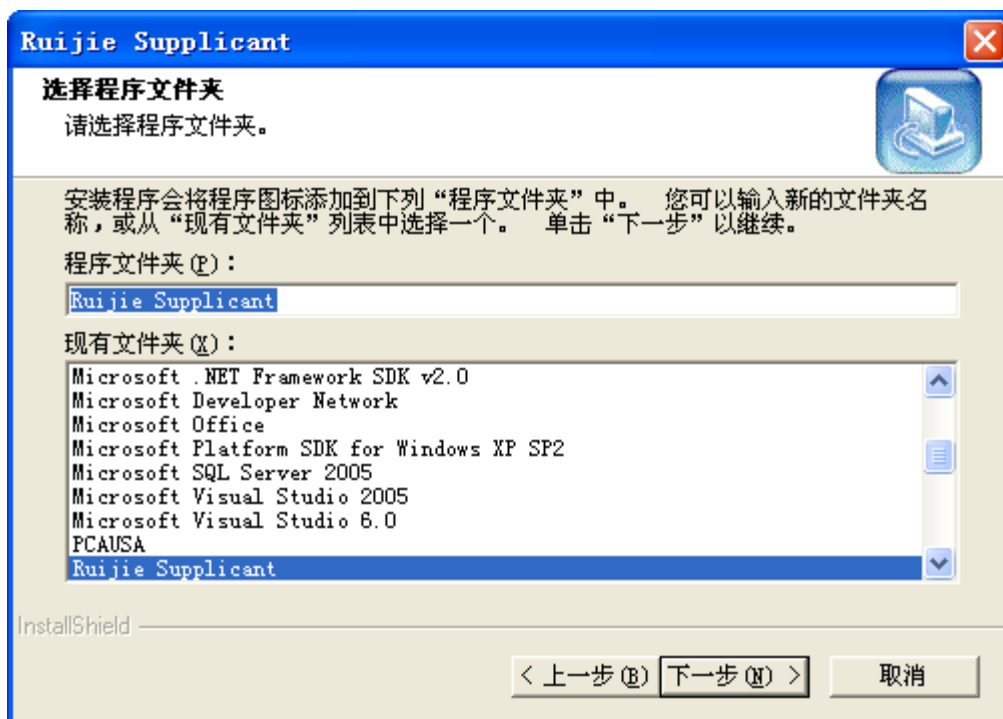 Ruijie Supplicant
选择程序文件夹
请选择程序文件夹。
安装程序会将程序图标添加到下列“程序文件夹”中。 您可以输入新的文件夹名
称，或从“现有文件夹”列表中选择一个。 单击“下一步”以继续。
程序文件夹(P)：
Ruijie Supplicant
现有文件夹(X)：
Microsoft .NET Framework SDK v2.0
Microsoft Developer Network
Microsoft Office
Microsoft Platform SDK for Windows XP SP2
Microsoft SQL Server 2005
Microsoft Visual Studio 2005
Microsoft Visual Studio 6.0
PCAUSA
Ruijie Supplicant
InstallShield
< 上一步(B) 下一步(N) > 取消